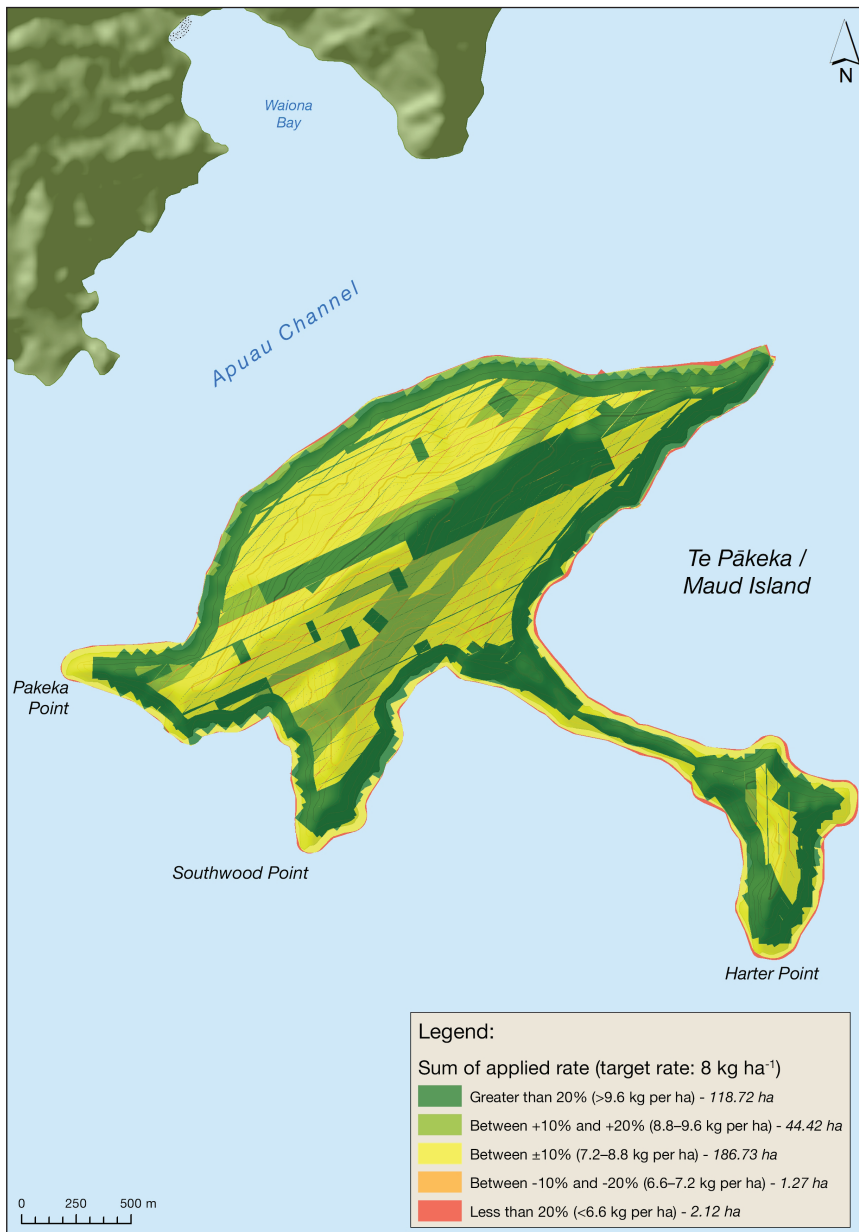 N
Waiona
Bay
Apuau Channel
Te Pākeka /
Maud Island
Pakeka
Point
Southwood Point
Harter Point
Legend:
Sum of applied rate (target rate: 8 kg ha⁻¹)
Greater than 20% (>9.6 kg per ha) - 118.72 ha
Between +10% and +20% (8.8–9.6 kg per ha) - 44.42 ha
Between ±10% (7.2–8.8 kg per ha) - 186.73 ha
Between -10% and -20% (6.6–7.2 kg per ha) - 1.27 ha
Less than 20% (<6.6 kg per ha) - 2.12 ha
0 250 500 m